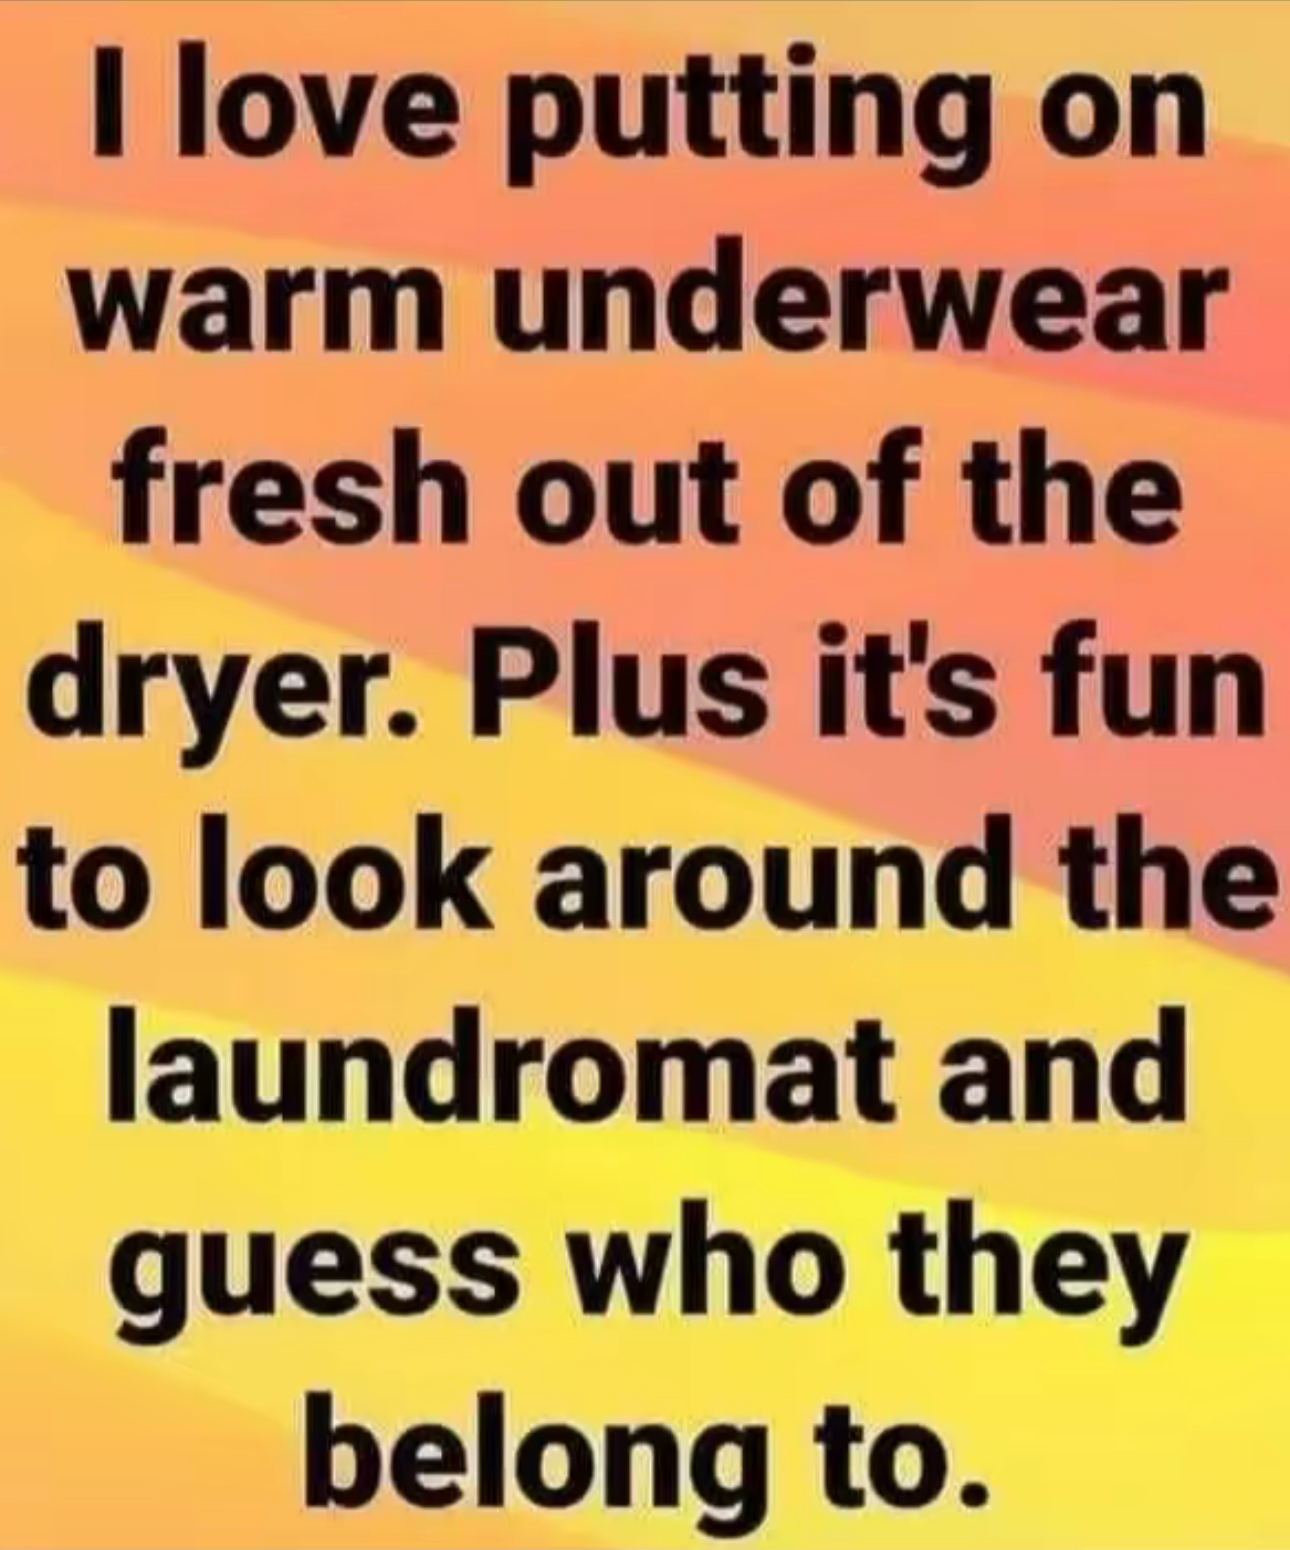 I love putting on
warm underwear
fresh out of the
dryer. Plus it's fun
to look around the
laundromat and
guess who they
belong to.